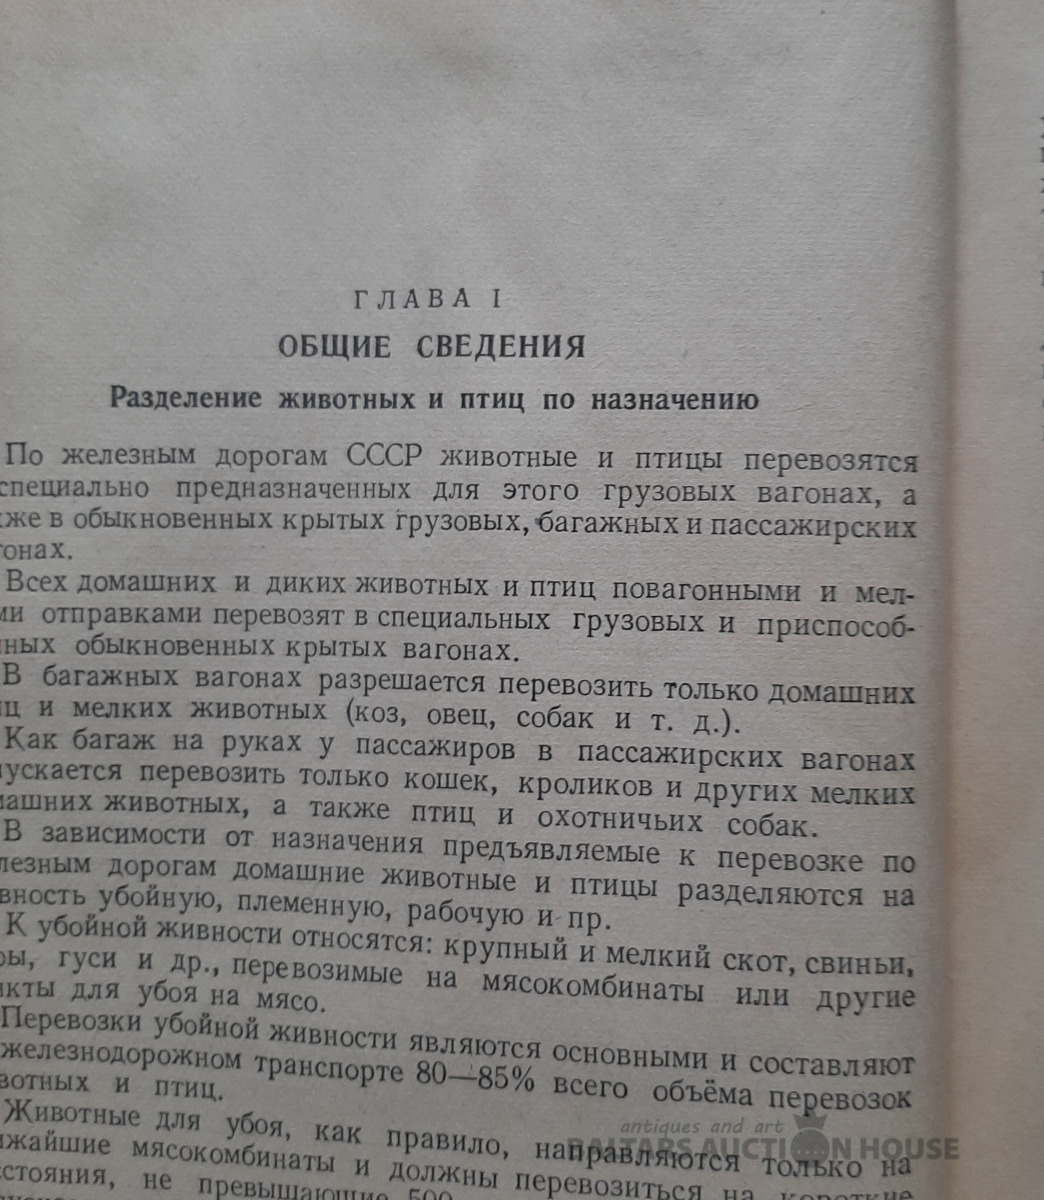 ГЛАВА I
ОБЩИЕ СВЕДЕНИЯ
Разделение животных и птиц по назначению
По железным дорогам СССР животные и птицы перевозятся
специально предназначенных для этого грузовых вагонах, а
кже в обыкновенных крытых грузовых, багажных и пассажирских
гонах.
Всех домашних и диких животных и птиц повагонными и мел-
ми отправками перевозят в специальных грузовых и приспособ-
нных обыкновенных крытых вагонах.
В багажных вагонах разрешается перевозить только домашних
иц и мелких животных (коз, овец, собак и т. д.).
Как багаж на руках у пассажиров в пассажирских вагонах
пускается перевозить только кошек, кроликов и других мелких
машних животных, а также птиц и охотничьих собак.
В зависимости от назначения предъявляемые к перевозке по
лезным дорогам домашние животные и птицы разделяются на
вность убойную, племенную, рабочую и пр.
К убойной живности относятся: крупный и мелкий скот, свиньи,
ры, гуси и др., перевозимые на мясокомбинаты или другие
нкты для убоя на мясо.
Перевозки убойной живности являются основными и составляют
железнодорожном транспорте 80—85% всего объёма перевозок
вотных и птиц.
Животные для убоя, как правило, направляются только на
ижайшие мясокомбинаты и должны перевозиться на короткие
сстояния, не превышающие 500
antiques and art
BALTARS AUCTION HOUSE